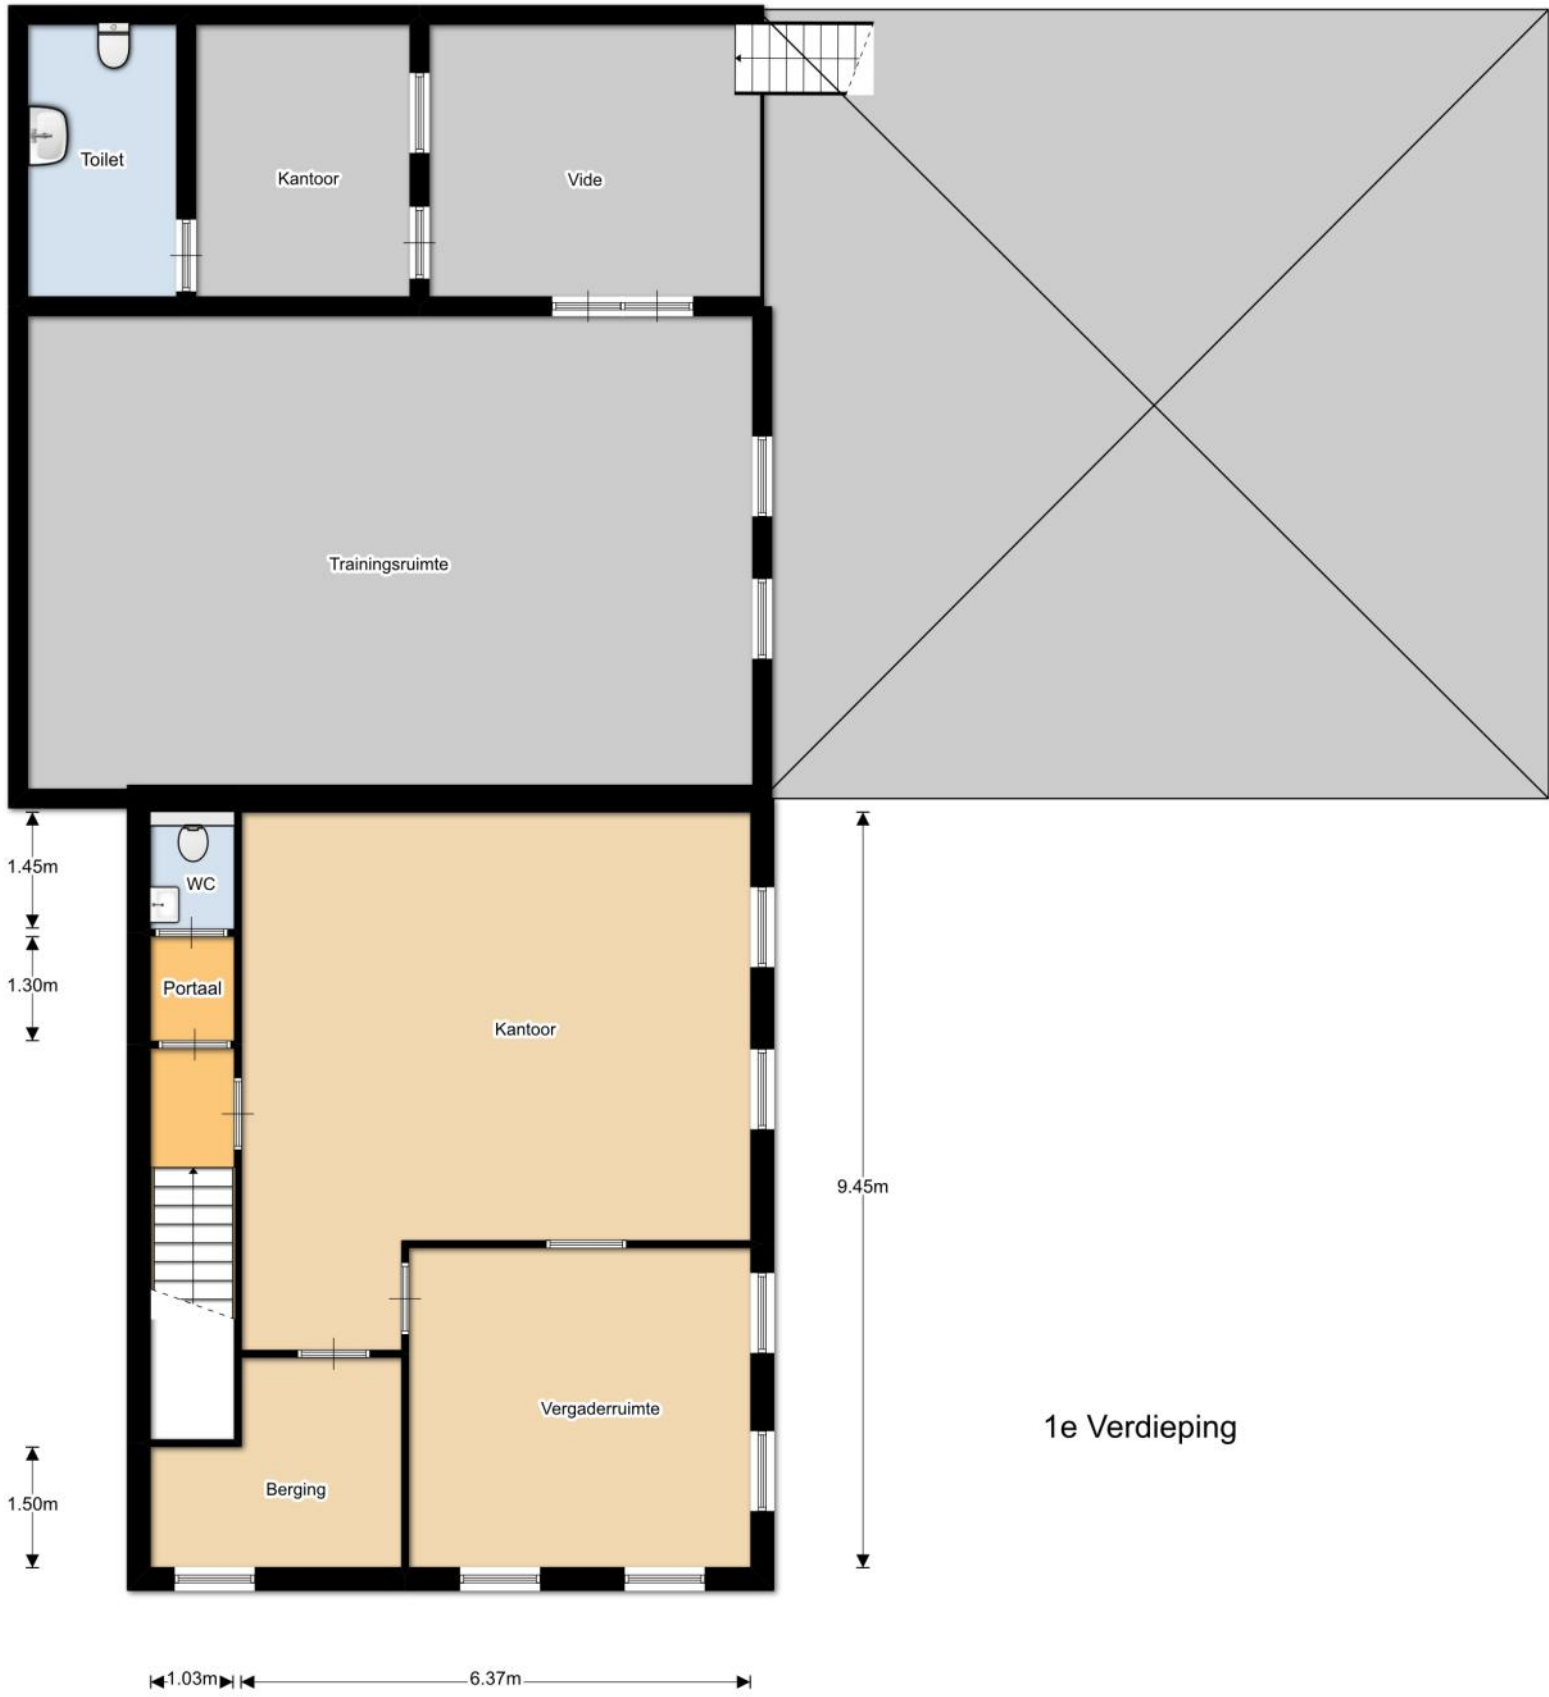 Toilet
Kantoor
Vide
Trainingsruimte
1.45m
WC
1.30m
Portaal
Kantoor
9.45m
Vergaderruimte
1e Verdieping
Berging
1.50m
1.03m
6.37m